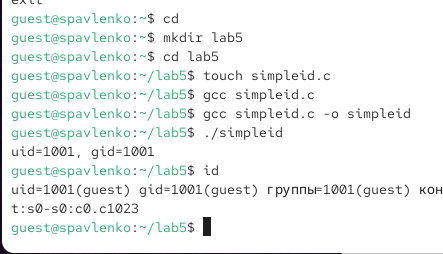 exit
guest@spavlenko:~$ cd
guest@spavlenko:~$ mkdir lab5
guest@spavlenko:~$ cd lab5
guest@spavlenko:~/lab5$ touch simpleid.c
guest@spavlenko:~/lab5$ gcc simpleid.c
guest@spavlenko:~/lab5$ gcc simpleid.c -o simpleid
guest@spavlenko:~/lab5$ ./simpleid
uid=1001, gid=1001
guest@spavlenko:~/lab5$ id
uid=1001(guest) gid=1001(guest) группы=1001(guest) кон
t:s0-s0:c0.c1023
guest@spavlenko:~/lab5$